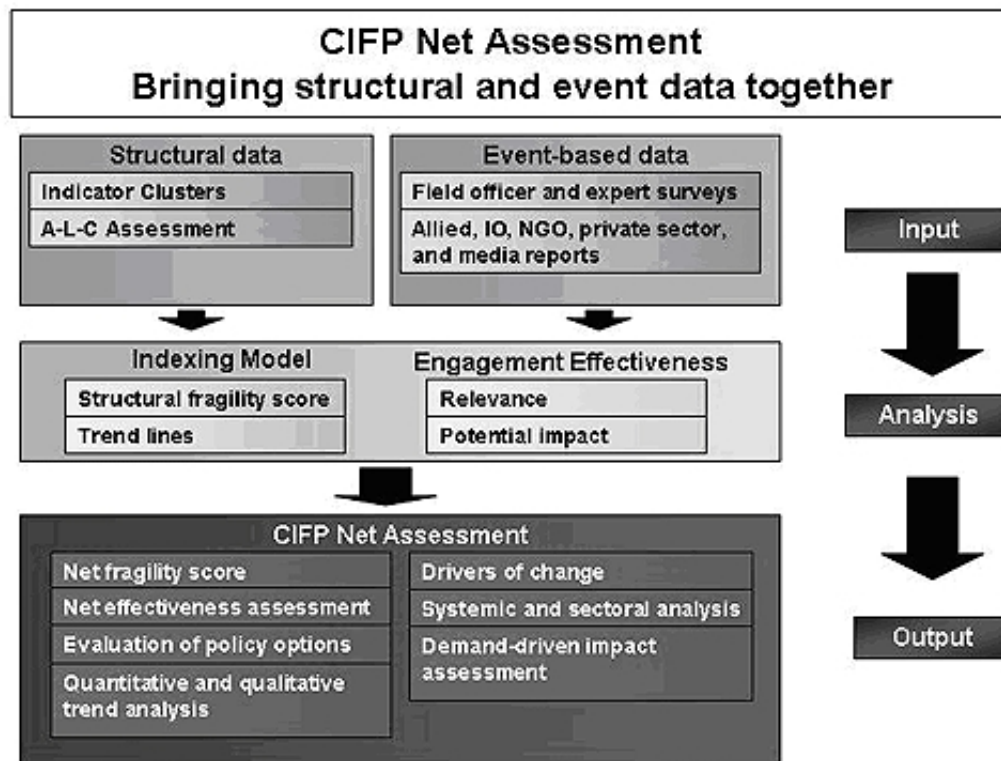 CIFP Net Assessment
Bringing structural and event data together
Structural data
Indicator Clusters
A-L-C Assessment
Event-based data
Field officer and expert surveys
Allied, IO, NGO, private sector,
and media reports
Input
Indexing Model
Structural fragility score
Trend lines
Engagement Effectiveness
Relevance
Potential impact
Analysis
CIFP Net Assessment
Net fragility score
Net effectiveness assessment
Evaluation of policy options
Quantitative and qualitative
trend analysis
Drivers of change
Systemic and sectoral analysis
Demand-driven impact
assessment
Output